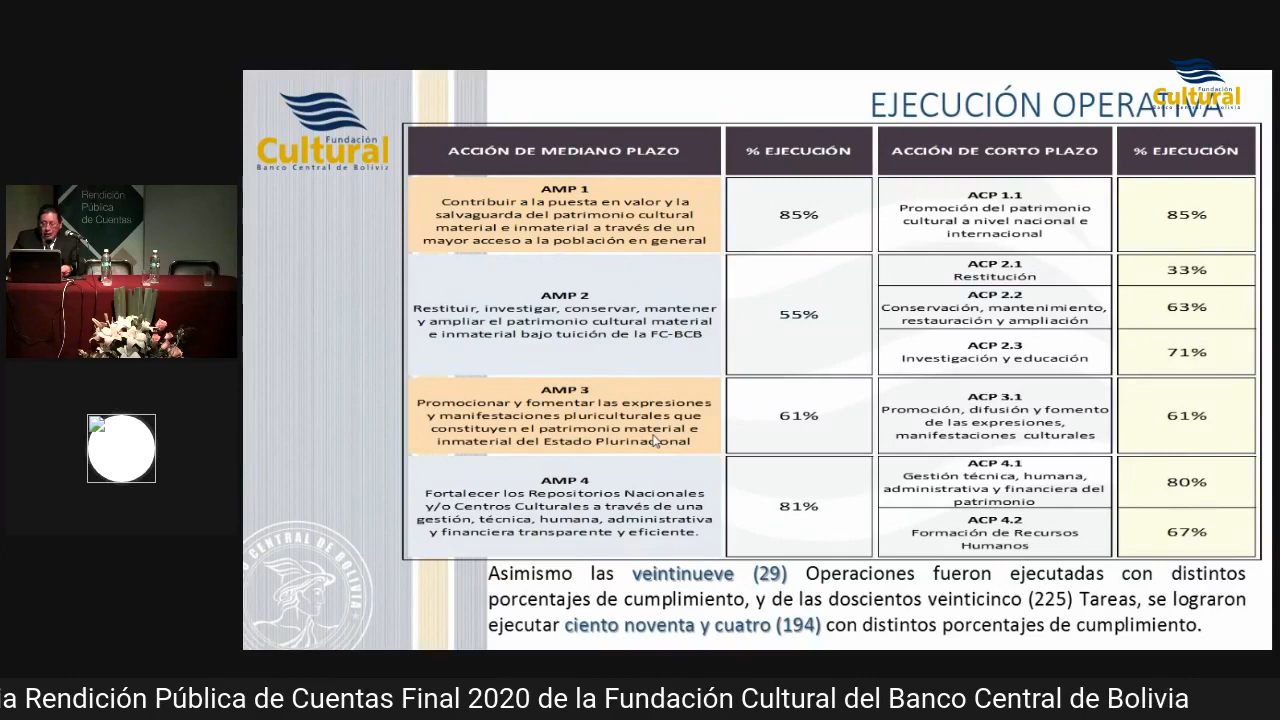 Fundación
Cultural
Banco Central de Bolivia
EJECUCIÓN OPERATIVA
Fundación
Cultural
Banco Central de Bolivia
ACCIÓN DE MEDIANO PLAZO
% EJECUCIÓN
ACCIÓN DE CORTO PLAZO
% EJECUCIÓN
AMP 1
Contribuir a la puesta en valor y la
salvaguarda del patrimonio cultural
material e inmaterial a través de un
mayor acceso a la población en general
85%
ACP 1.1
Promoción del patrimonio
cultural a nivel nacional e
internacional
85%
AMP 2
Restituir, investigar, conservar, mantener
y ampliar el patrimonio cultural material
e inmaterial bajo tuición de la FC-BCB
55%
ACP 2.1
Restitución
33%
ACP 2.2
Conservación, mantenimiento,
restauración y ampliación
63%
ACP 2.3
Investigación y educación
71%
AMP 3
Promocionar y fomentar las expresiones
y manifestaciones pluriculturales que
constituyen el patrimonio material e
inmaterial del Estado Plurinacional
61%
ACP 3.1
Promoción, difusión y fomento
de las expresiones,
manifestaciones culturales
61%
AMP 4
Fortalecer los Repositorios Nacionales
y/o Centros Culturales a través de una
gestión, técnica, humana, administrativa
y financiera transparente y eficiente.
81%
ACP 4.1
Gestión técnica, humana,
administrativa y financiera del
patrimonio
80%
ACP 4.2
Formación de Recursos
Humanos
67%
Asimismo las veintinueve (29) Operaciones fueron ejecutadas con distintos
porcentajes de cumplimiento, y de las doscientos veinticinco (225) Tareas, se lograron
ejecutar ciento noventa y cuatro (194) con distintos porcentajes de cumplimiento.
Rendición
Pública
de Cuentas
CENTRAL DE BOLIVIA
ia Rendición Pública de Cuentas Final 2020 de la Fundación Cultural del Banco Central de Bolivia